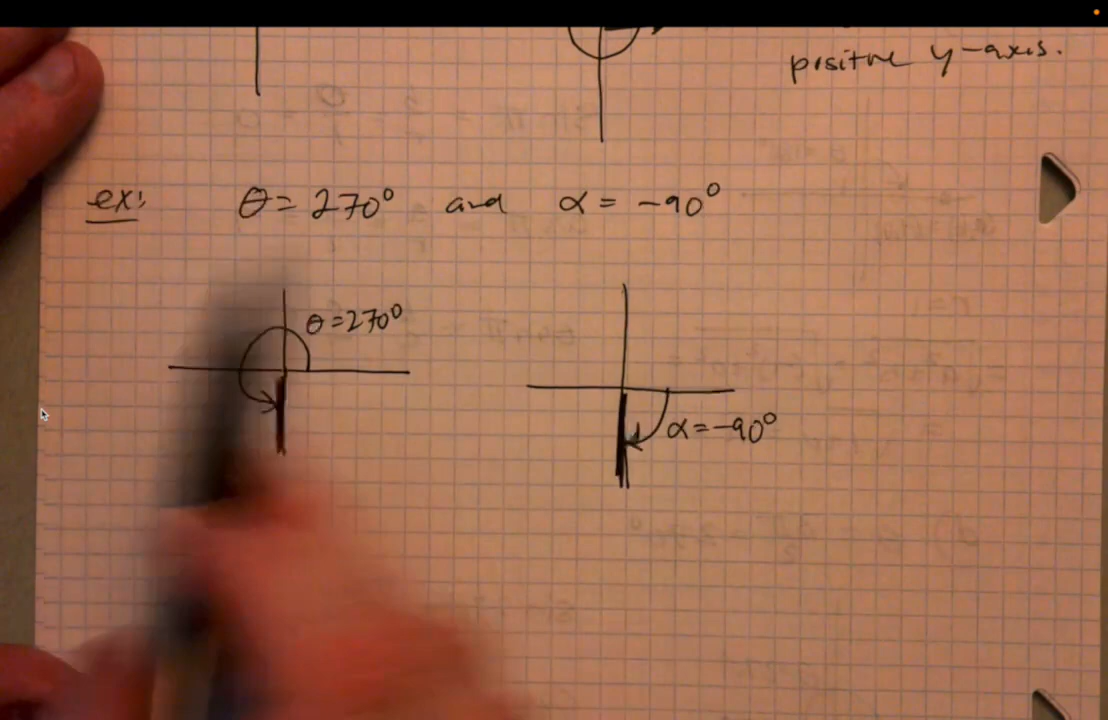 positive y-axis.
ex: θ = 270° and α = -90°
θ = 270°
α = -90°